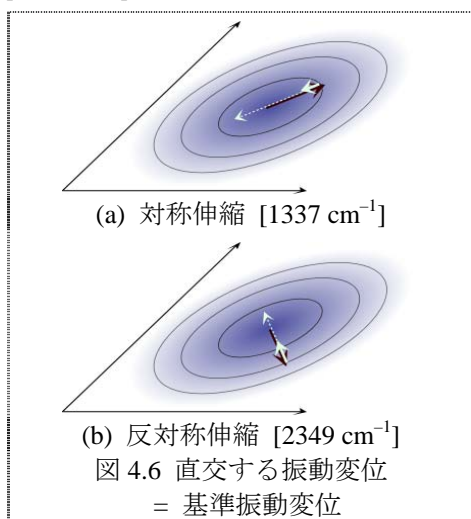 (a) 対称伸縮 [1337 cm⁻¹]
(b) 反対称伸縮 [2349 cm⁻¹]
図 4.6 直交する振動変位
= 基準振動変位